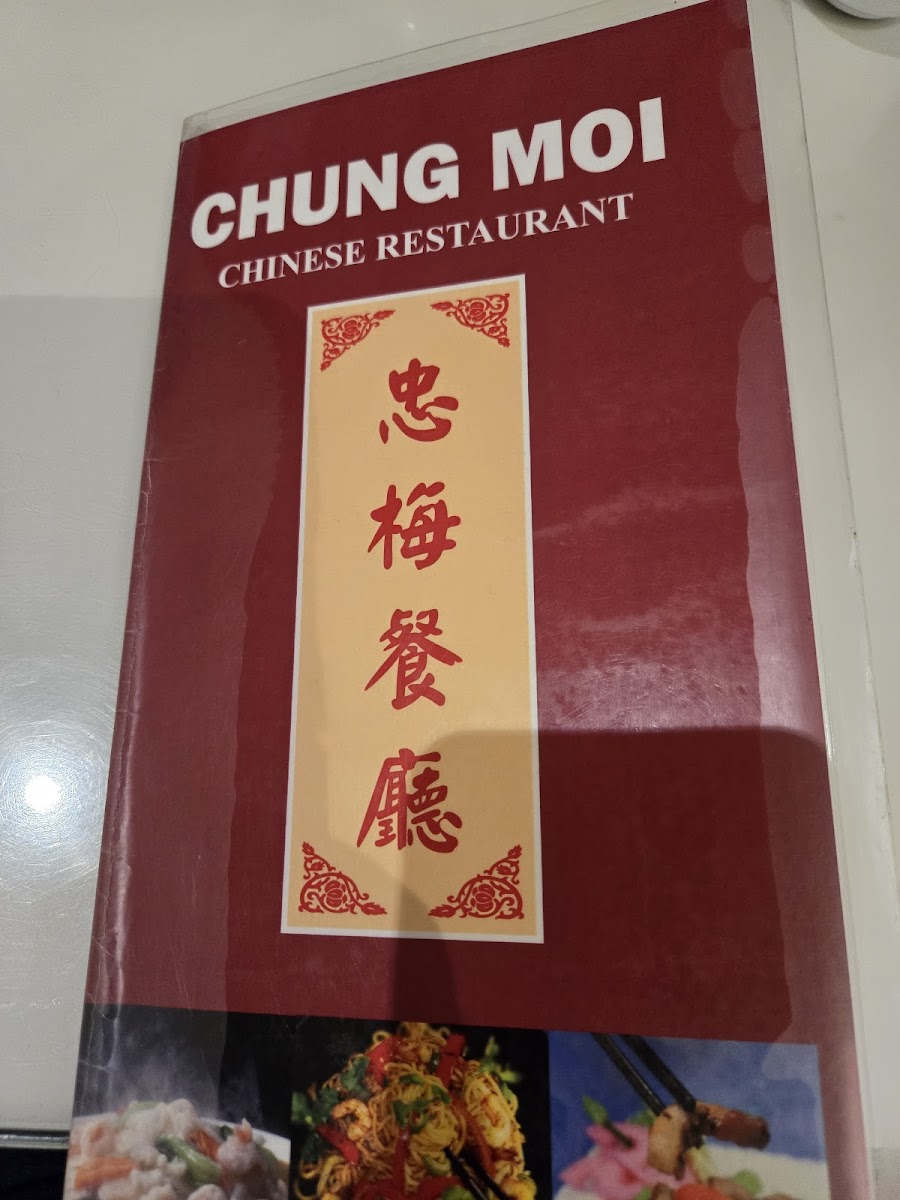 CHUNG MOI
CHINESE RESTAURANT
忠梅餐廳